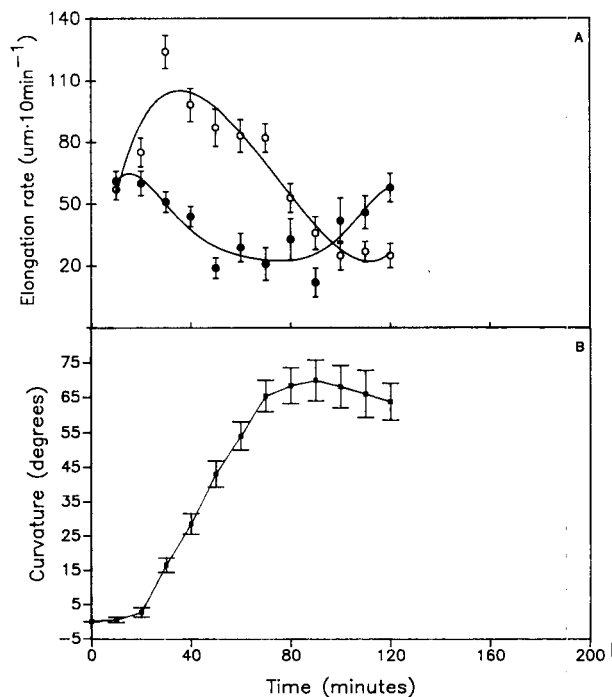 140
110
80
50
20
Elongation rate (um·10min⁻¹)
A
75
65
55
45
35
25
15
5
-5
Curvature (degrees)
B
0 40 80 120 160 200
Time (minutes)